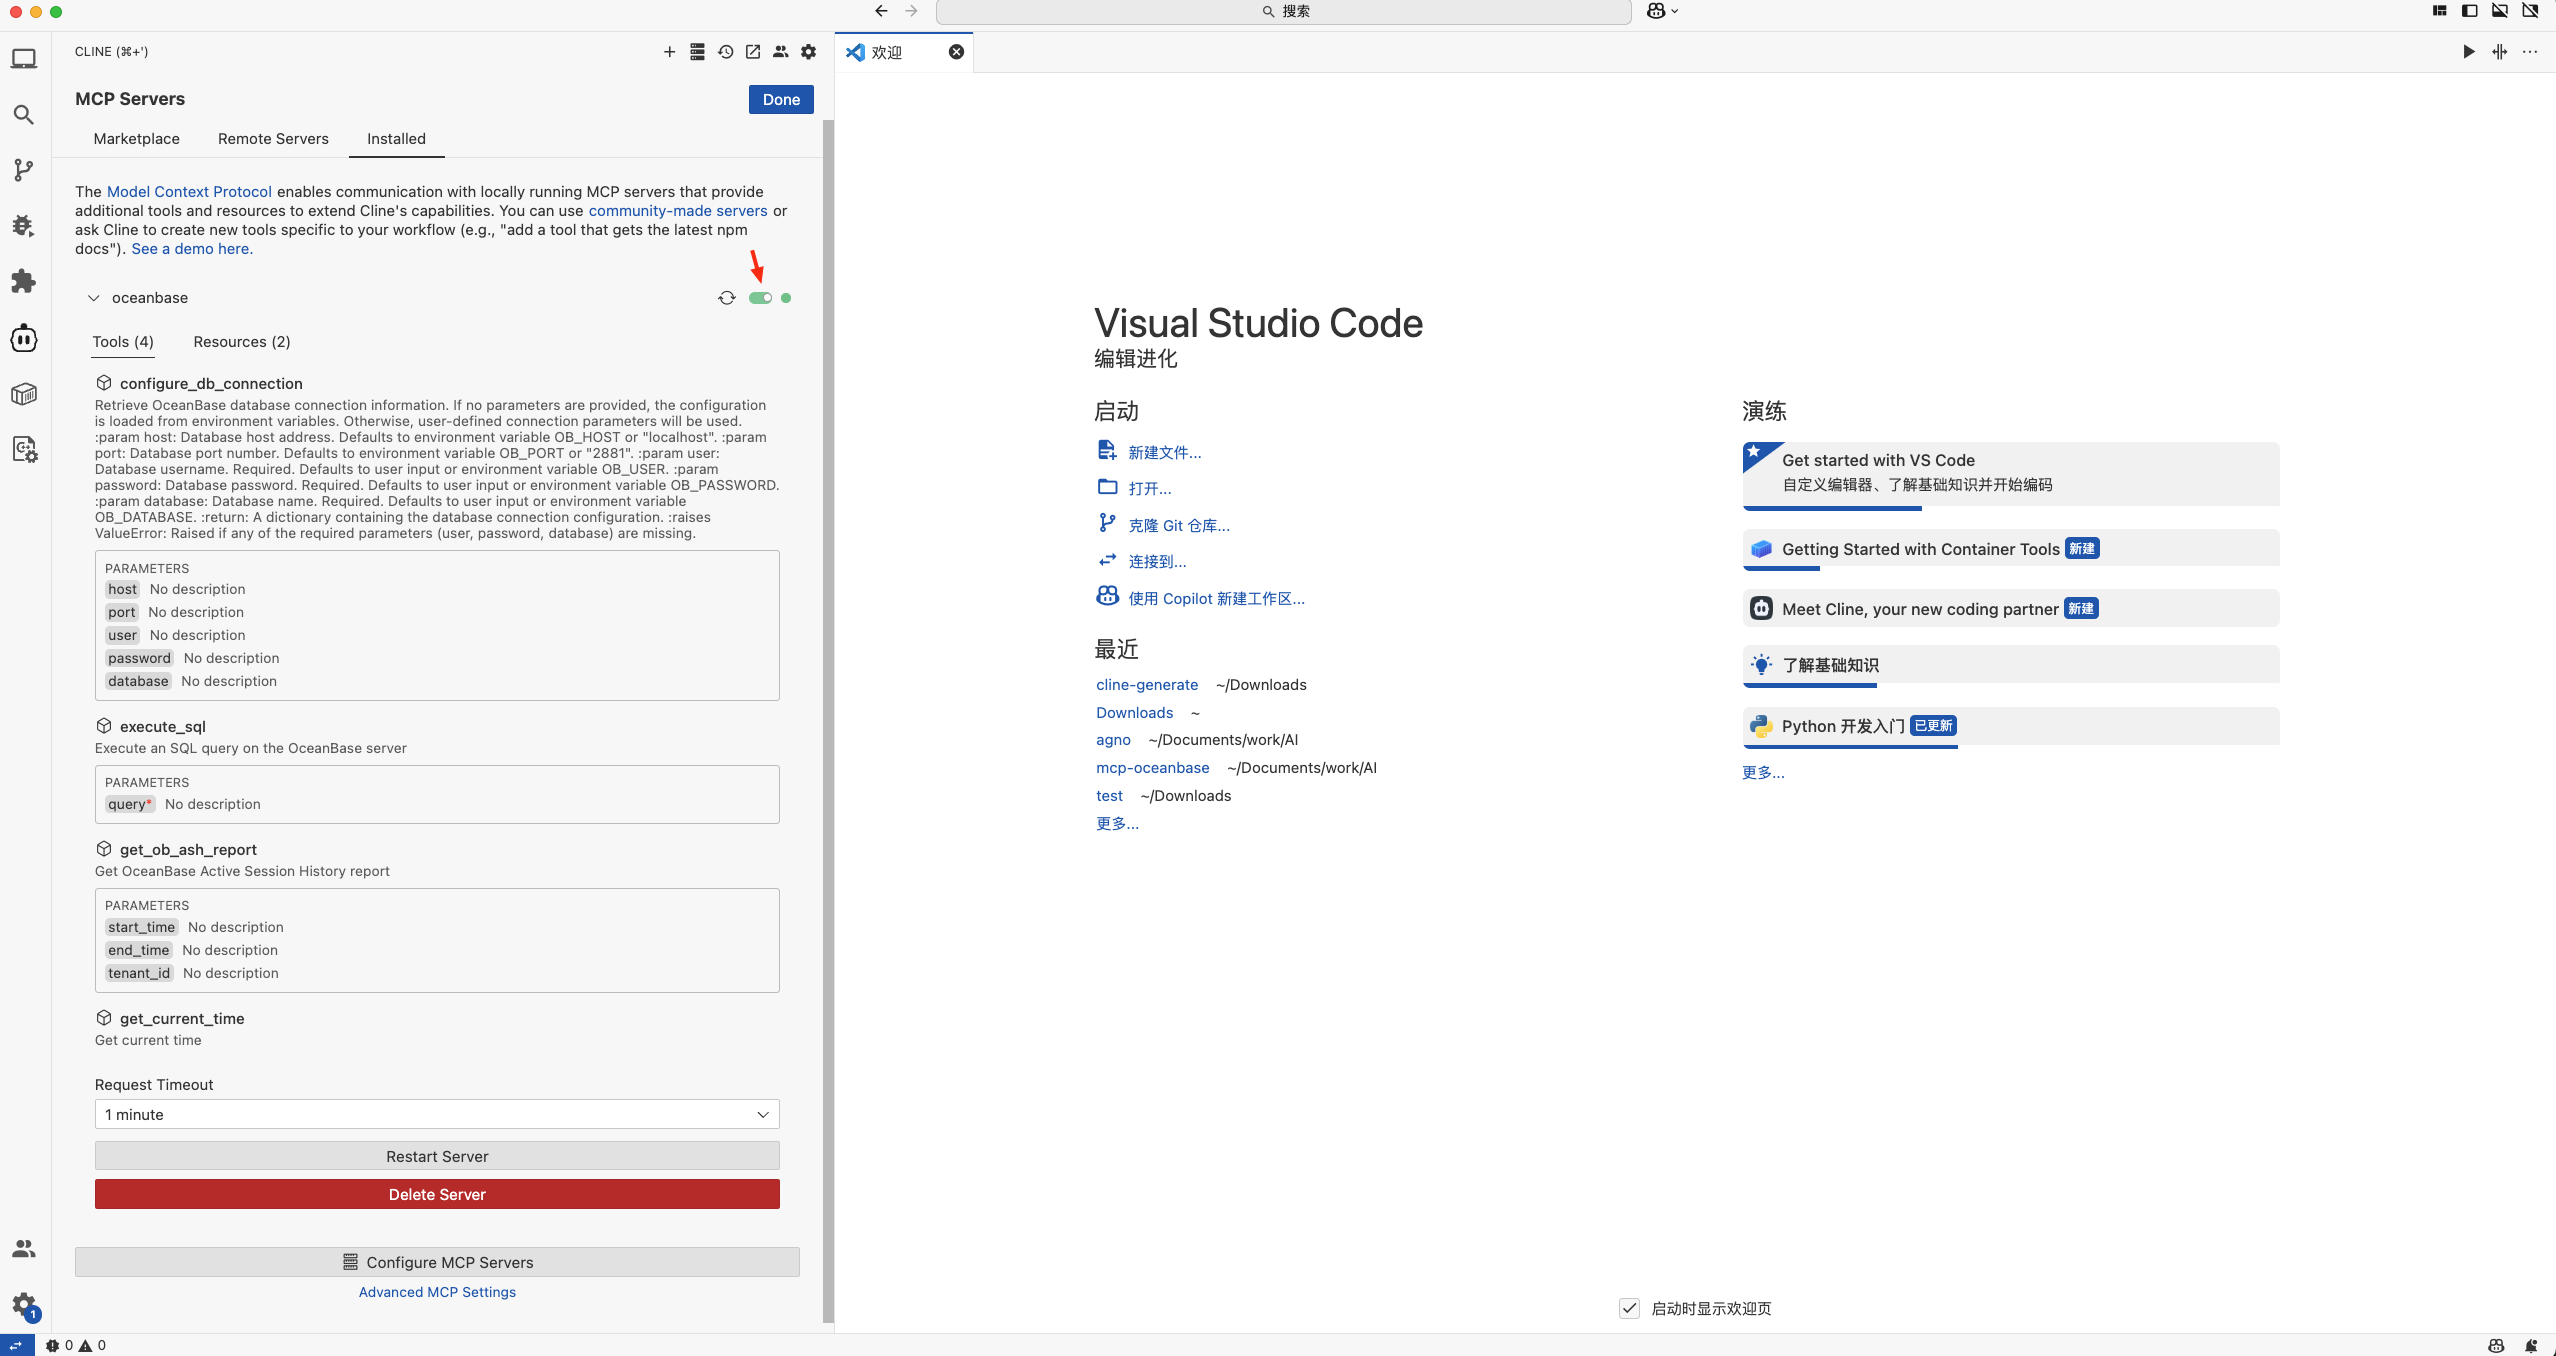 搜索
CLINE (⌘+')
MCP Servers
Done
Marketplace Remote Servers Installed
The Model Context Protocol enables communication with locally running MCP servers that provide
additional tools and resources to extend Cline's capabilities. You can use community-made servers or
ask Cline to create new tools specific to your workflow (e.g., "add a tool that gets the latest npm
docs"). See a demo here.
oceanbase
Tools (4) Resources (2)
configure_db_connection
Retrieve OceanBase database connection information. If no parameters are provided, the configuration
is loaded from environment variables. Otherwise, user-defined connection parameters will be used.
:param host: Database host address. Defaults to environment variable OB_HOST or "localhost". :param
port: Database port number. Defaults to environment variable OB_PORT or "2881". :param user:
Database username. Required. Defaults to user input or environment variable OB_USER. :param
password: Database password. Required. Defaults to user input or environment variable OB_PASSWORD.
:param database: Database name. Required. Defaults to user input or environment variable
OB_DATABASE. :return: A dictionary containing the database connection configuration. :raises
ValueError: Raised if any of the required parameters (user, password, database) are missing.
PARAMETERS
host No description
port No description
user No description
password No description
database No description
execute_sql
Execute an SQL query on the OceanBase server
PARAMETERS
query* No description
get_ob_ash_report
Get OceanBase Active Session History report
PARAMETERS
start_time No description
end_time No description
tenant_id No description
get_current_time
Get current time
Request Timeout
1 minute
Restart Server
Delete Server
Configure MCP Servers
Advanced MCP Settings
1
0 0
欢迎
Visual Studio Code
编辑进化
启动
新建文件...
打开...
克隆 Git 仓库...
连接到...
使用 Copilot 新建工作区...
最近
cline-generate ~/Downloads
Downloads ~
agno ~/Documents/work/AI
mcp-oceanbase ~/Documents/work/AI
test ~/Downloads
更多...
演练
Get started with VS Code
自定义编辑器、了解基础知识并开始编码
Getting Started with Container Tools 新建
Meet Cline, your new coding partner 新建
了解基础知识
Python 开发入门 已更新
更多...
启动时显示欢迎页